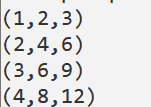 (1,2,3)
(2,4,6)
(3,6,9)
(4,8,12)